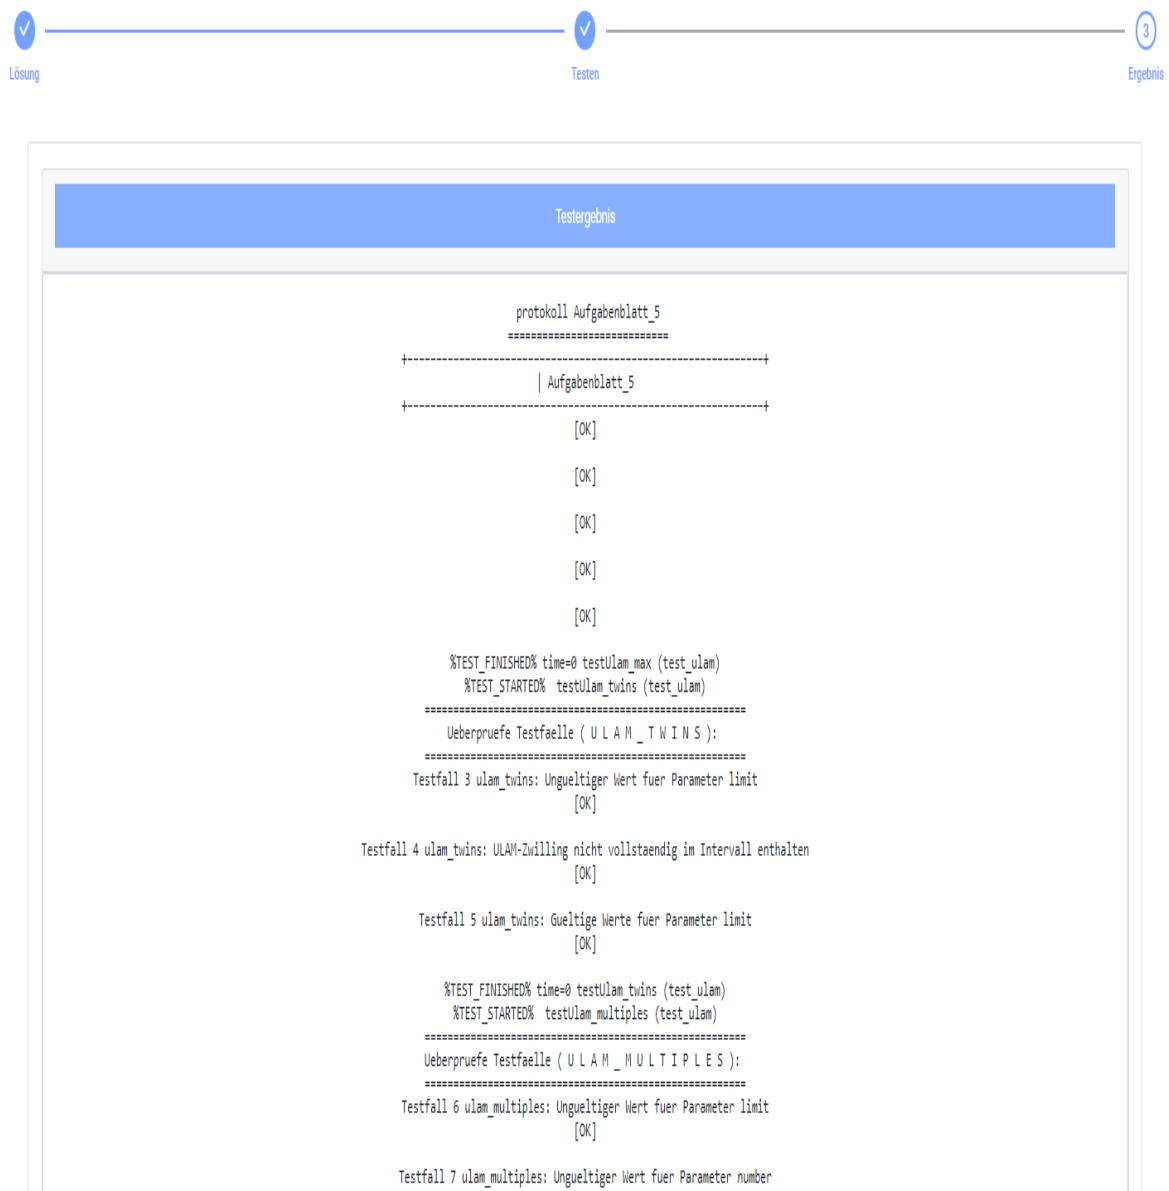 3
Lösung
Testen
Ergebnis
Testergebnis
protokoll Aufgabenblatt_5
============================
+--------------------------------------------------------------+
| Aufgabenblatt_5
+--------------------------------------------------------------+
[OK]
[OK]
[OK]
[OK]
[OK]
%TEST_FINISHED% time=0 testUlam_max (test_ulam)
%TEST_STARTED%  testUlam_twins (test_ulam)
========================================================
Ueberpruefe Testfaelle ( U L A M _ T W I N S ):
========================================================
Testfall 3 ulam_twins: Ungueltiger Wert fuer Parameter limit
[OK]
Testfall 4 ulam_twins: ULAM-Zwilling nicht vollstaendig im Intervall enthalten
[OK]
Testfall 5 ulam_twins: Gueltige Werte fuer Parameter limit
[OK]
%TEST_FINISHED% time=0 testUlam_twins (test_ulam)
%TEST_STARTED%  testUlam_multiples (test_ulam)
========================================================
Ueberpruefe Testfaelle ( U L A M _ M U L T I P L E S ):
========================================================
Testfall 6 ulam_multiples: Ungueltiger Wert fuer Parameter limit
[OK]
Testfall 7 ulam_multiples: Ungueltiger Wert fuer Parameter number